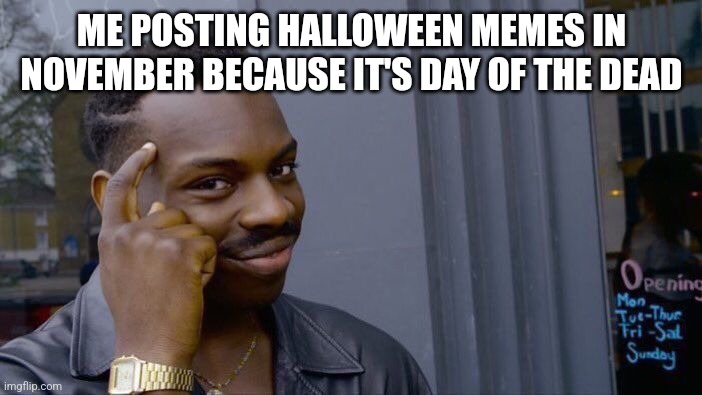 ME POSTING HALLOWEEN MEMES IN
NOVEMBER BECAUSE IT'S DAY OF THE DEAD
Opening
Mon
Tue-Thur
Fri-Sat
Sunday
imgflip.com